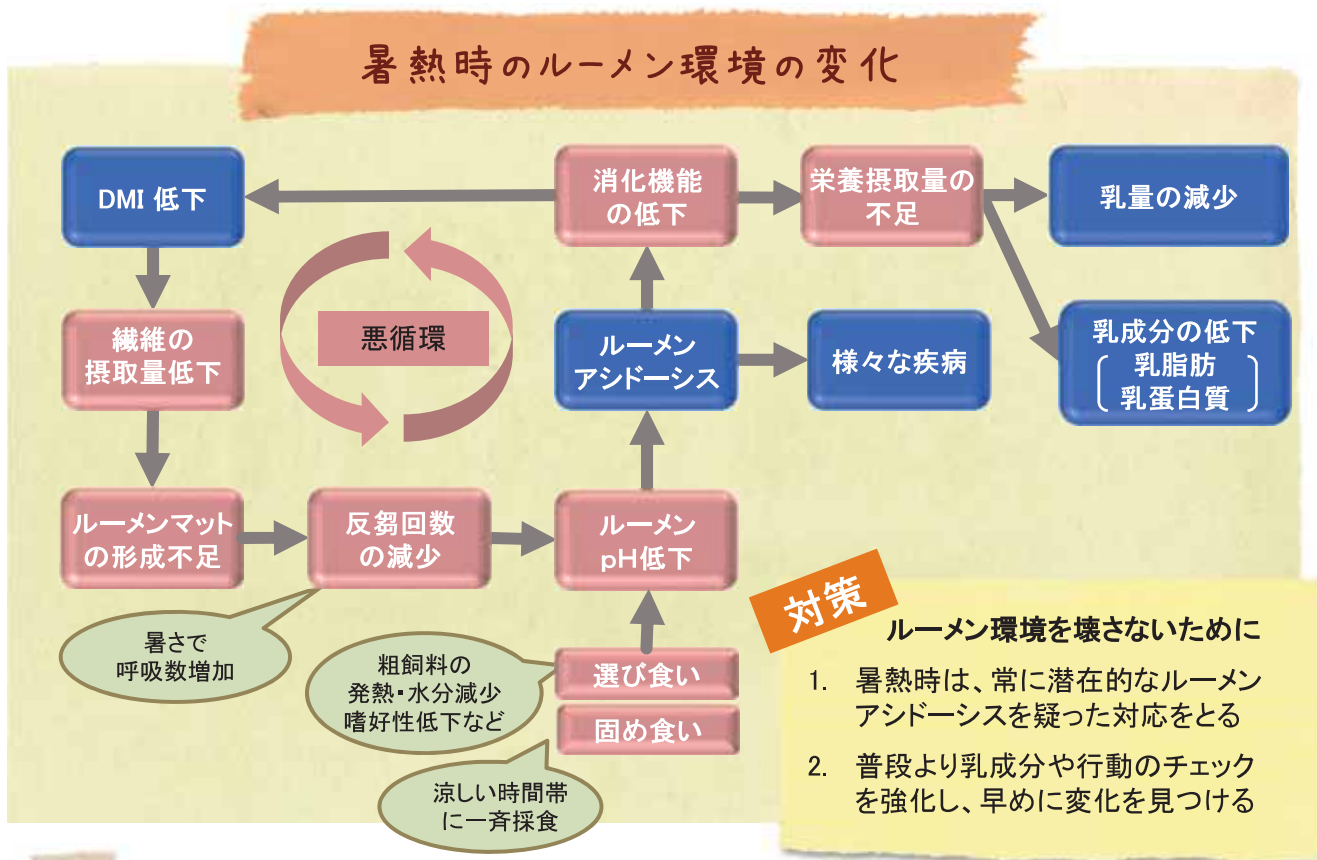 暑熱時のルーメン環境の変化
DMI 低下
消化機能
の低下
栄養摂取量の
不足
乳量の減少
繊維の
摂取量低下
悪循環
ルーメン
アシドーシス
様々な疾病
乳成分の低下
乳脂肪
乳蛋白質
ルーメンマット
の形成不足
反芻回数
の減少
ルーメン
pH低下
暑さで
呼吸数増加
粗飼料の
発熱・水分減少
嗜好性低下など
選び食い
固め食い
涼しい時間帯
に一斉採食
対策
ルーメン環境を壊さないために
1. 暑熱時は、常に潜在的なルーメン
アシドーシスを疑った対応をとる
2. 普段より乳成分や行動のチェック
を強化し、早めに変化を見つける